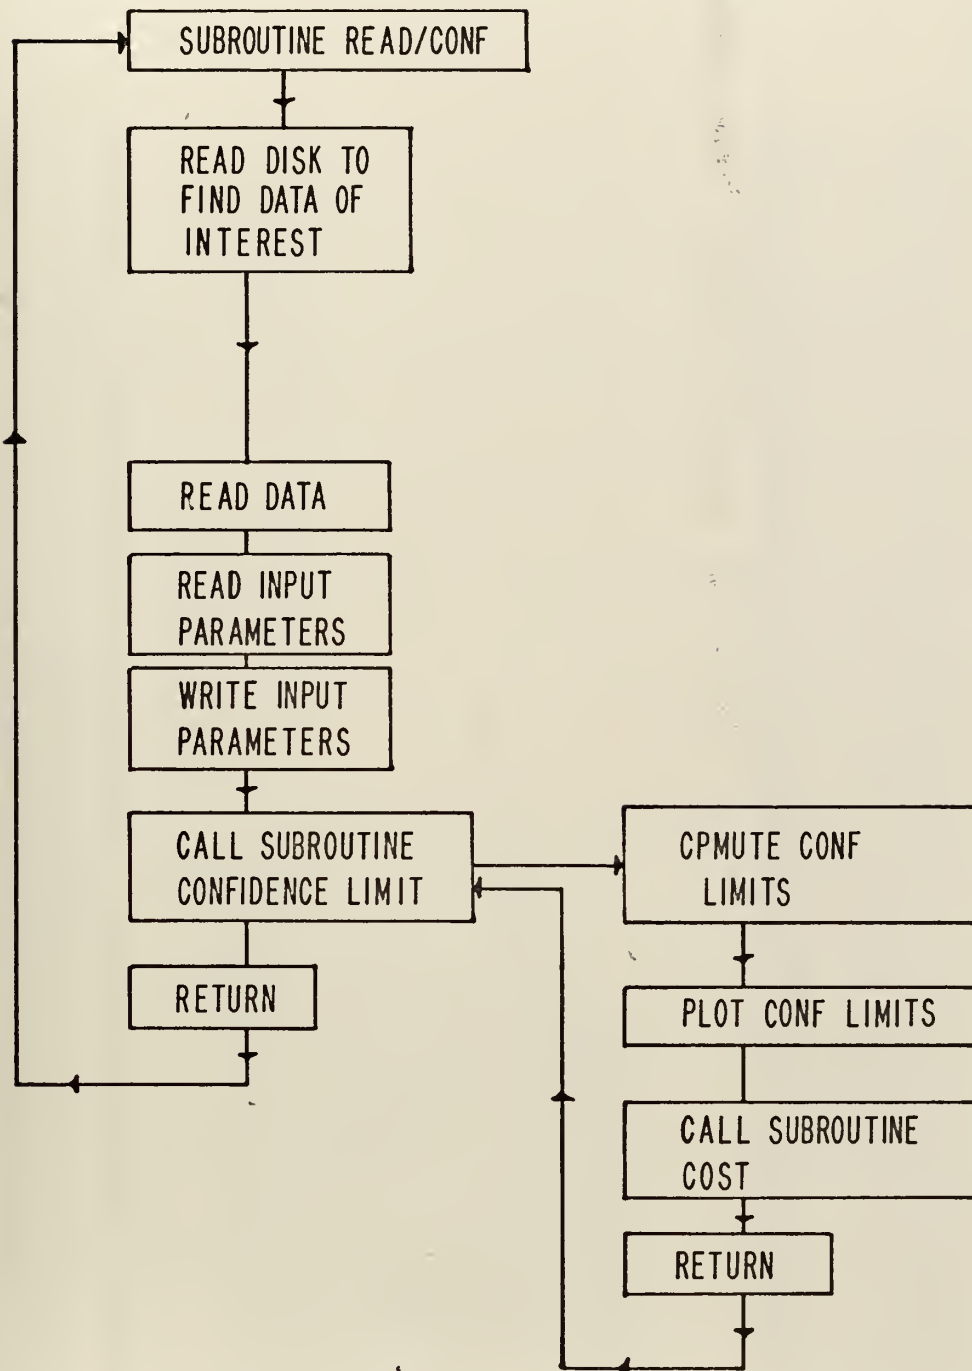 SUBROUTINE READ/CONF
READ DISK TO
FIND DATA OF
INTEREST
READ DATA
READ INPUT
PARAMETERS
WRITE INPUT
PARAMETERS
CALL SUBROUTINE
CONFIDENCE LIMIT
RETURN
CPMUTE CONF
LIMITS
PLOT CONF LIMITS
CALL SUBROUTINE
COST
RETURN